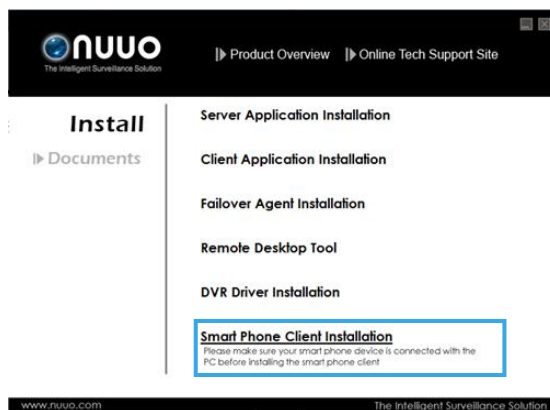 nuuo
The Intelligent Surveillance Solution
Product Overview
Online Tech Support Site
Install
Documents
Server Application Installation
Client Application Installation
Failover Agent Installation
Remote Desktop Tool
DVR Driver Installation
Smart Phone Client Installation
Please make sure your smart phone device is connected with the
PC before installing the smart phone client
www.nuuo.com
The Intelligent Surveillance Solution